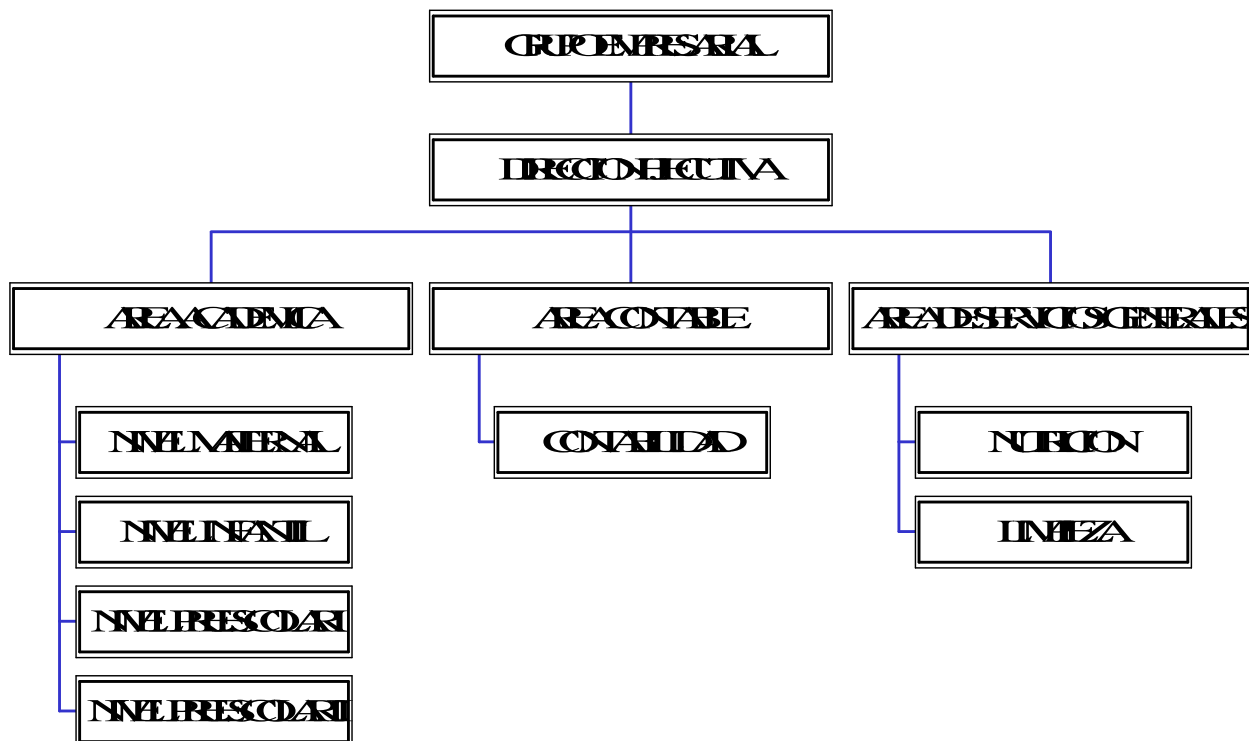 GRUPO EMPRESARIAL
DIRECCION EJECUTIVA
AREA ACADEMICA
AREA CONTABLE
AREA DE SERVICIOS GENERALES
NIVEL MATERNAL
CONTABILIDAD
NUTRICION
NIVEL INFANTIL
LIMPIEZA
NIVEL PREESCOLAR I
NIVEL PREESCOLAR II